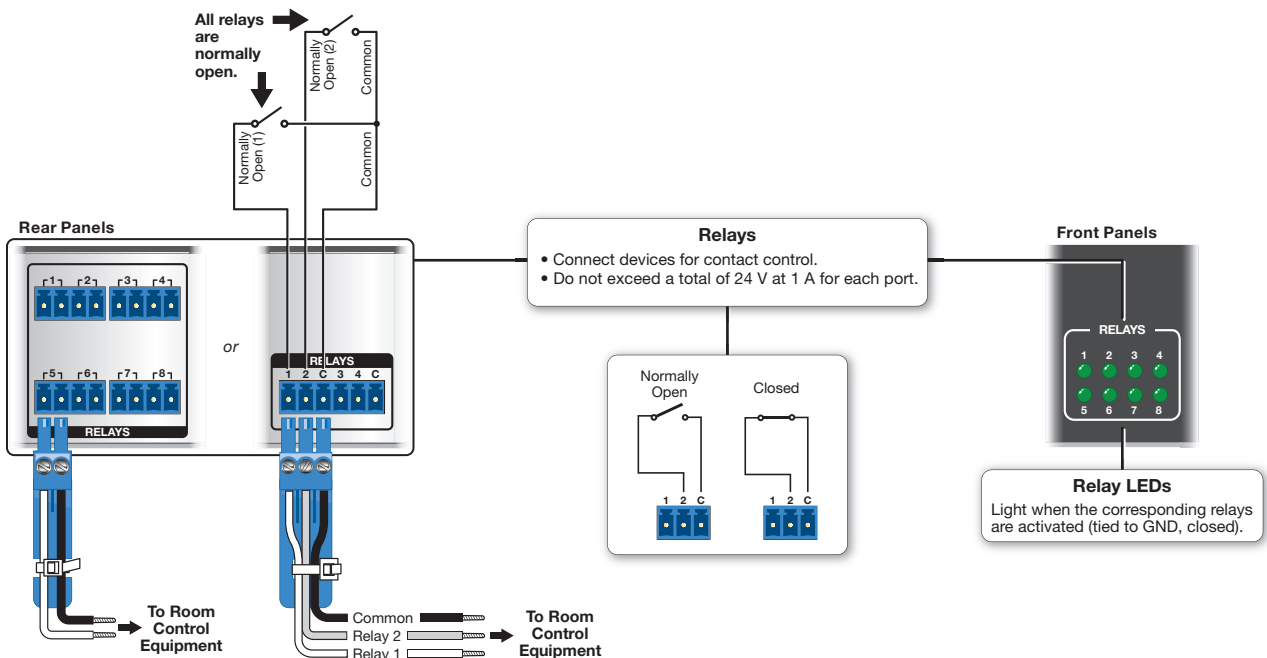 All relays
are
normally
open.
Normally
Open (2)
Common
Normally
Open (1)
Common
Rear Panels
1 2 3 4
5 6 7 8
RELAYS
or
RELAYS
1 2 C 3 4 C
To Room
Control
Equipment
Common
Relay 2
Relay 1
To Room
Control
Equipment
Relays
• Connect devices for contact control.
• Do not exceed a total of 24 V at 1 A for each port.
Normally
Open
1 2 C
Closed
1 2 C
Front Panels
RELAYS
1 2 3 4
5 6 7 8
Relay LEDs
Light when the corresponding relays
are activated (tied to GND, closed).